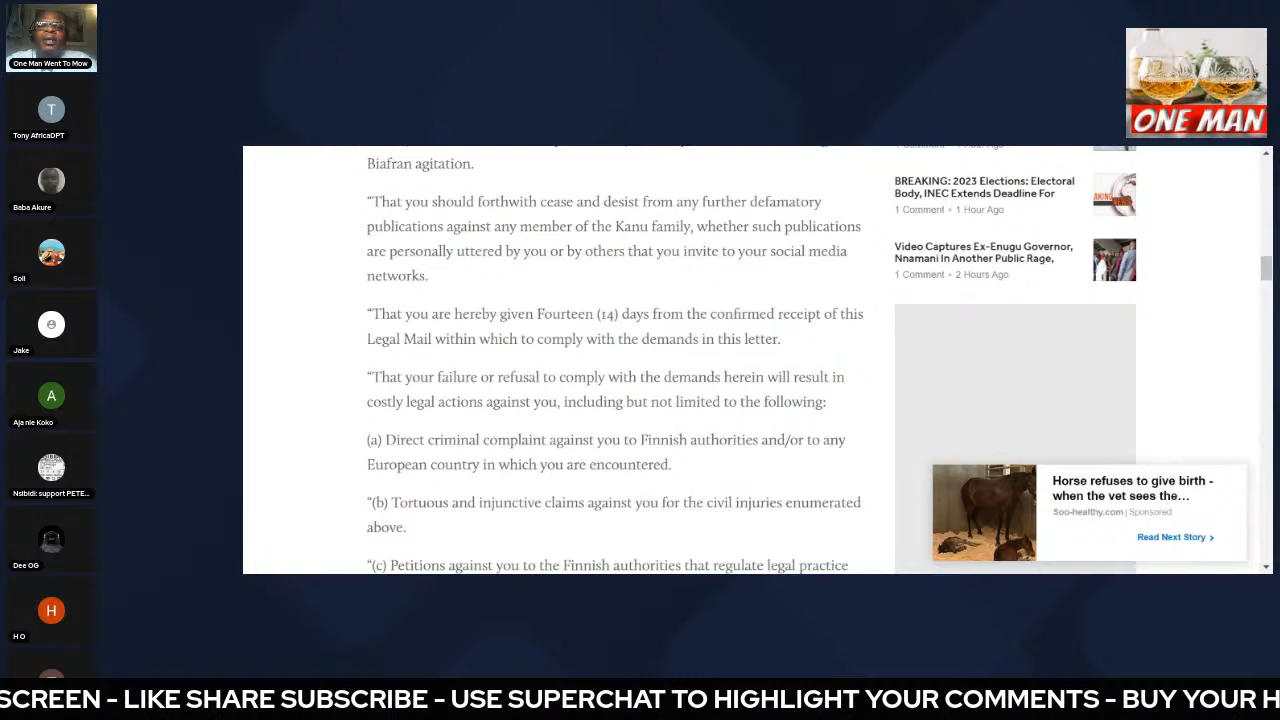 One Man Went To Mow
T
Tony AfricaDPT
Baba Akure
Soli
Jake
A
Aja nie Koko
Nsibidi: support PETE...
Dee OG
H
H O
ONE MAN
Biafran agitation.
“That you should forthwith cease and desist from any further defamatory
publications against any member of the Kanu family, whether such publications
are personally uttered by you or by others that you invite to your social media
networks.
“That you are hereby given Fourteen (14) days from the confirmed receipt of this
Legal Mail within which to comply with the demands in this letter.
“That your failure or refusal to comply with the demands herein will result in
costly legal actions against you, including but not limited to the following:
(a) Direct criminal complaint against you to Finnish authorities and/or to any
European country in which you are encountered.
“(b) Tortuous and injunctive claims against you for the civil injuries enumerated
above.
“(c) Petitions against you to the Finnish authorities that regulate legal practice
BREAKING: 2023 Elections: Electoral
Body, INEC Extends Deadline For
1 Comment • 1 Hour Ago
Video Captures Ex-Enugu Governor,
Nnamani In Another Public Rage,
1 Comment • 2 Hours Ago
Horse refuses to give birth -
when the vet sees the...
Soo-healthy.com | Sponsored
Read Next Story
SCREEN - LIKE SHARE SUBSCRIBE - USE SUPERCHAT TO HIGHLIGHT YOUR COMMENTS - BUY YOUR H